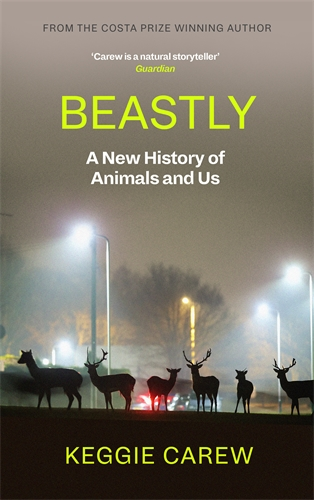 FROM THE COSTA PRIZE WINNING AUTHOR
‘Carew is a natural storyteller’
Guardian
BEASTLY
A New History of
Animals and Us
KEGGIE CAREW